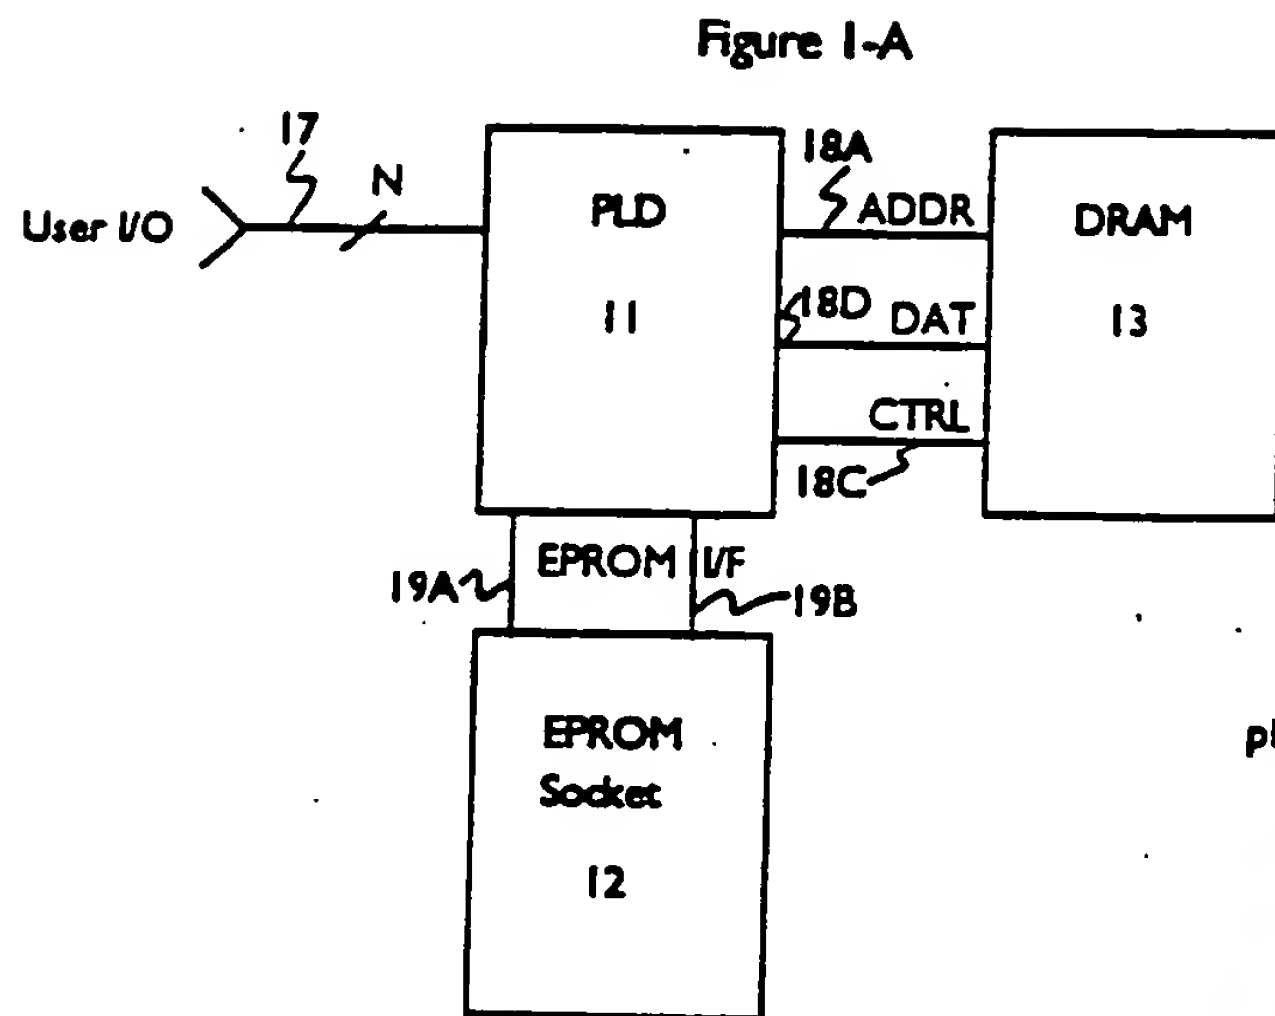 Figure 1-A
17
N
User I/O
PLD
11
18A
ADDR
18D
DAT
CTRL
18C
DRAM
13
19A
EPROM I/F
19B
EPROM
Socket
12